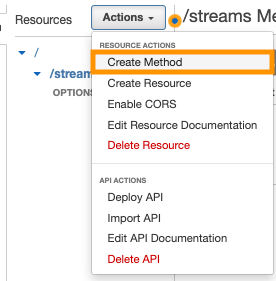 Resources
Actions
/streams Me
/
/stream
OPTION
RESOURCE ACTIONS
Create Method
Create Resource
Enable CORS
Edit Resource Documentation
Delete Resource
API ACTIONS
Deploy API
Import API
Edit API Documentation
Delete API